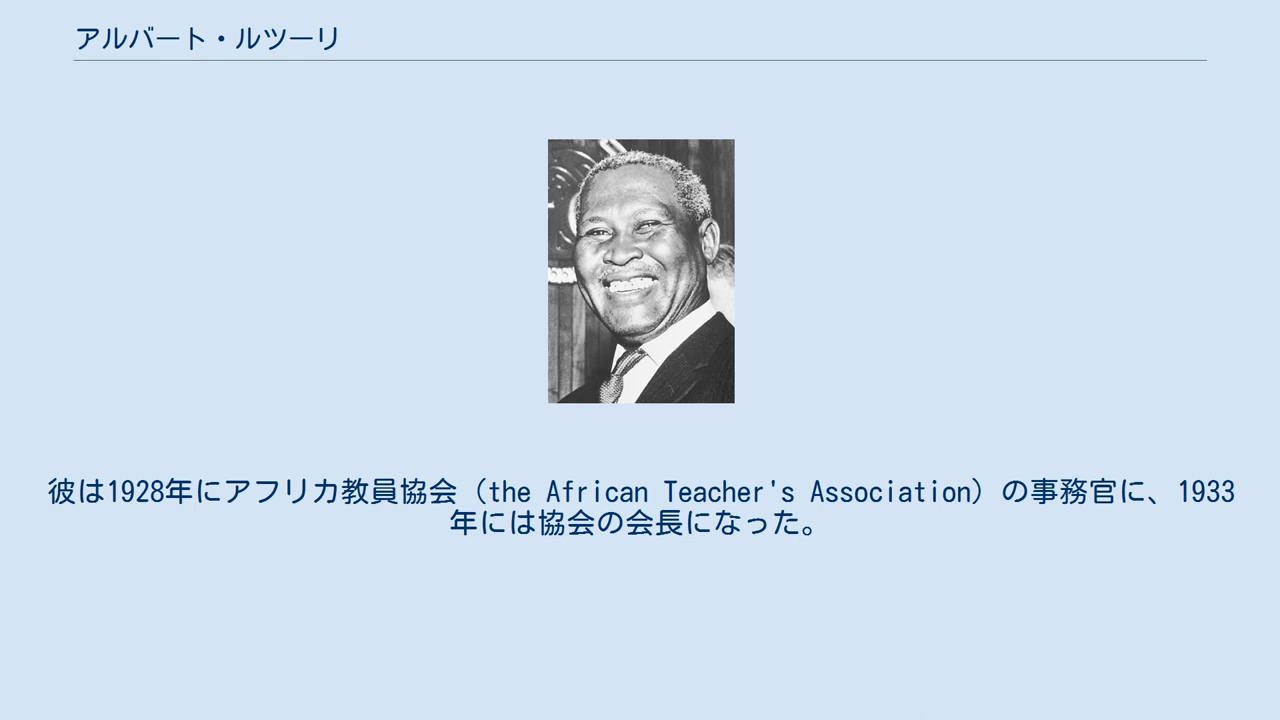 アルバート・ルツーリ
彼は1928年にアフリカ教員協会（the African Teacher's Association）の事務官に、1933
年には協会の会長になった。